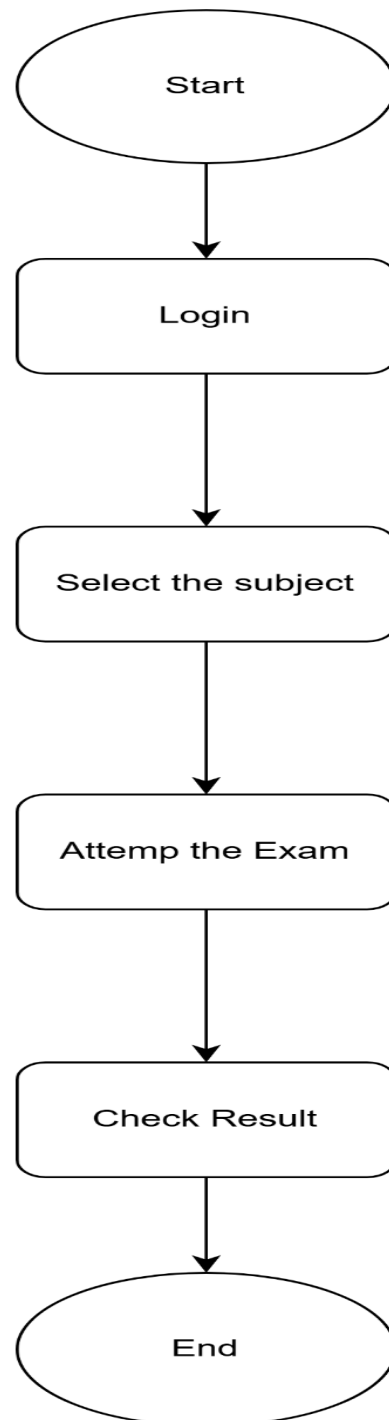 Start
Login
Select the subject
Attemp the Exam
Check Result
End